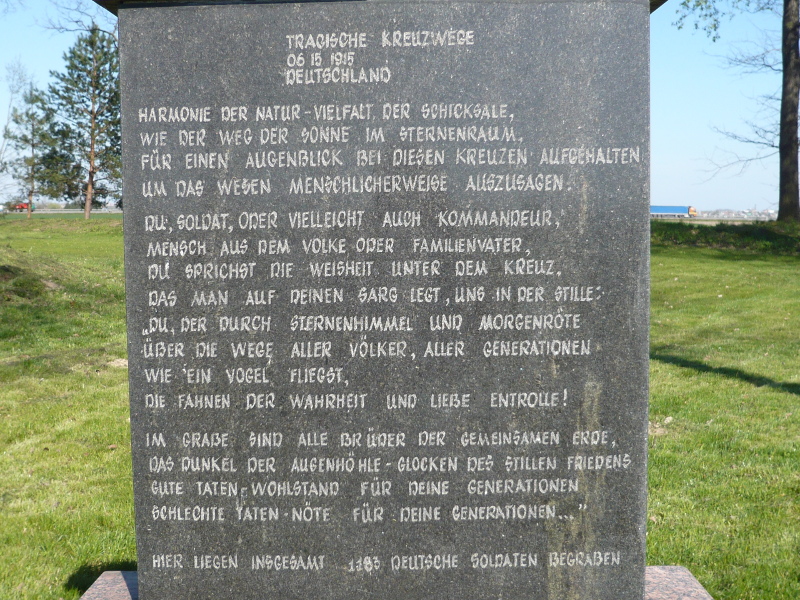 TRAGISCHE KREUZWEGE
06 15 1915
DEUTSCHLAND
HARMONIE DER NATUR - VIELFALT DER SCHICKSALE,
WIE DER WEG DER SONNE IM STERNENRAUM,
FÜR EINEN AUGENBLICK BEI DIESEN KREUZEN AUFGEHALTEN
UM DAS WESEN MENSCHLICHERWEISE AUSZUSAGEN.
DU, SOLDAT, ODER VIELLEICHT AUCH KOMMANDEUR,
MENSCH AUS DEM VOLKE ODER FAMILIENVATER,
DU SPRICHST DIE WEISHEIT UNTER DEM KREUZ,
DAS MAN AUF DEINEN SARG LEGT, UNS IN DER STILLE:
„DU, DER DURCH STERNENHIMMEL UND MORGENRÖTE
ÜBER DIE WEGE ALLER VÖLKER, ALLER GENERATIONEN
WIE EIN VOGEL FLIEGST,
DIE FAHNEN DER WAHRHEIT UND LIEBE ENTROLLE!
IM GRABE SIND ALLE BRÜDER DER GEMEINSAMEN ERDE,
DAS DUNKEL DER AUGENHÖHLE - GLOCKEN DES STILLEN FRIEDENS
GUTE TATEN - WOHLSTAND FÜR DEINE GENERATIONEN
SCHLECHTE TATEN - NÖTE FÜR DEINE GENERATIONEN..."
HIER LIEGEN INSGESAMT 1193 DEUTSCHE SOLDATEN BEGRABEN